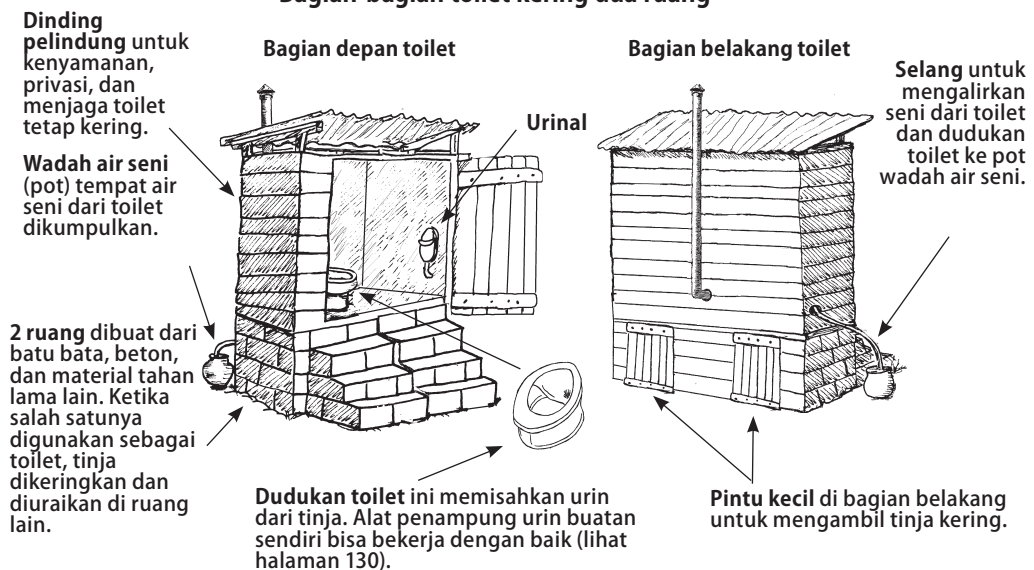 Bagian-bagian toilet kering dua ruang
Dinding
pelindung untuk
kenyamanan,
privasi, dan
menjaga toilet
tetap kering.
Bagian depan toilet
Bagian belakang toilet
Selang untuk
mengalirkan
seni dari toilet
dan dudukan
toilet ke pot
wadah air seni.
Urinal
Wadah air seni
(pot) tempat air
seni dari toilet
dikumpulkan.
2 ruang dibuat dari
batu bata, beton,
dan material tahan
lama lain. Ketika
salah satunya
digunakan sebagai
toilet, tinja
dikeringkan dan
diuraikan di ruang
lain.
Dudukan toilet ini memisahkan urin
dari tinja. Alat penampung urin buatan
sendiri bisa bekerja dengan baik (lihat
halaman 130).
Pintu kecil di bagian belakang
untuk mengambil tinja kering.